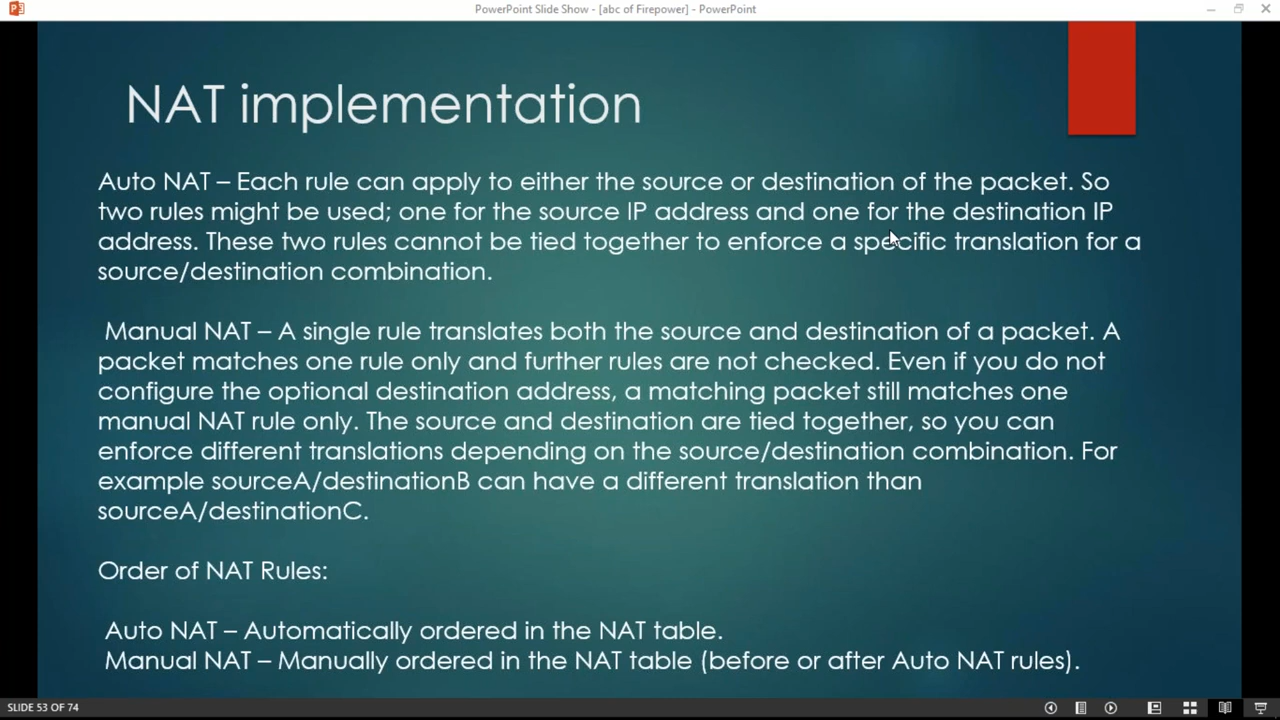 PowerPoint Slide Show - [abc of Firepower] - PowerPoint
NAT implementation
Auto NAT – Each rule can apply to either the source or destination of the packet. So
two rules might be used; one for the source IP address and one for the destination IP
address. These two rules cannot be tied together to enforce a specific translation for a
source/destination combination.
Manual NAT – A single rule translates both the source and destination of a packet. A
packet matches one rule only and further rules are not checked. Even if you do not
configure the optional destination address, a matching packet still matches one
manual NAT rule only. The source and destination are tied together, so you can
enforce different translations depending on the source/destination combination. For
example sourceA/destinationB can have a different translation than
sourceA/destinationC.
Order of NAT Rules:
Auto NAT – Automatically ordered in the NAT table.
Manual NAT – Manually ordered in the NAT table (before or after Auto NAT rules).
SLIDE 53 OF 74